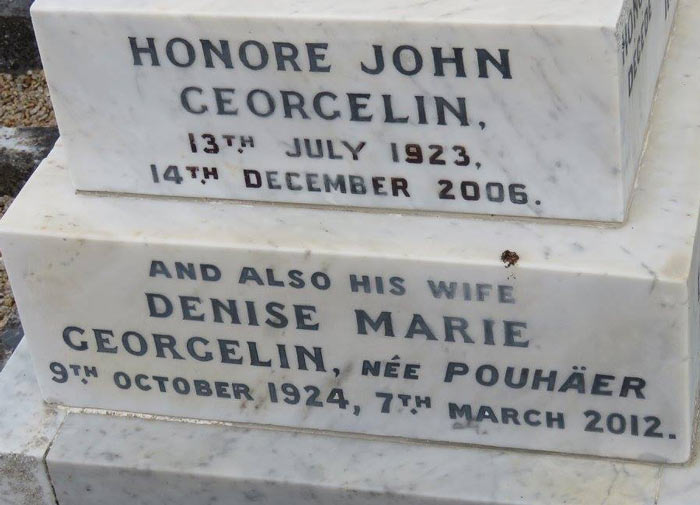 HONORE JOHN
GEORGELIN,
13TH JULY 1923,
14TH DECEMBER 2006.
AND ALSO HIS WIFE
DENISE MARIE
GEORGELIN, NÉE POUHÄER
9TH OCTOBER 1924, 7TH MARCH 2012.